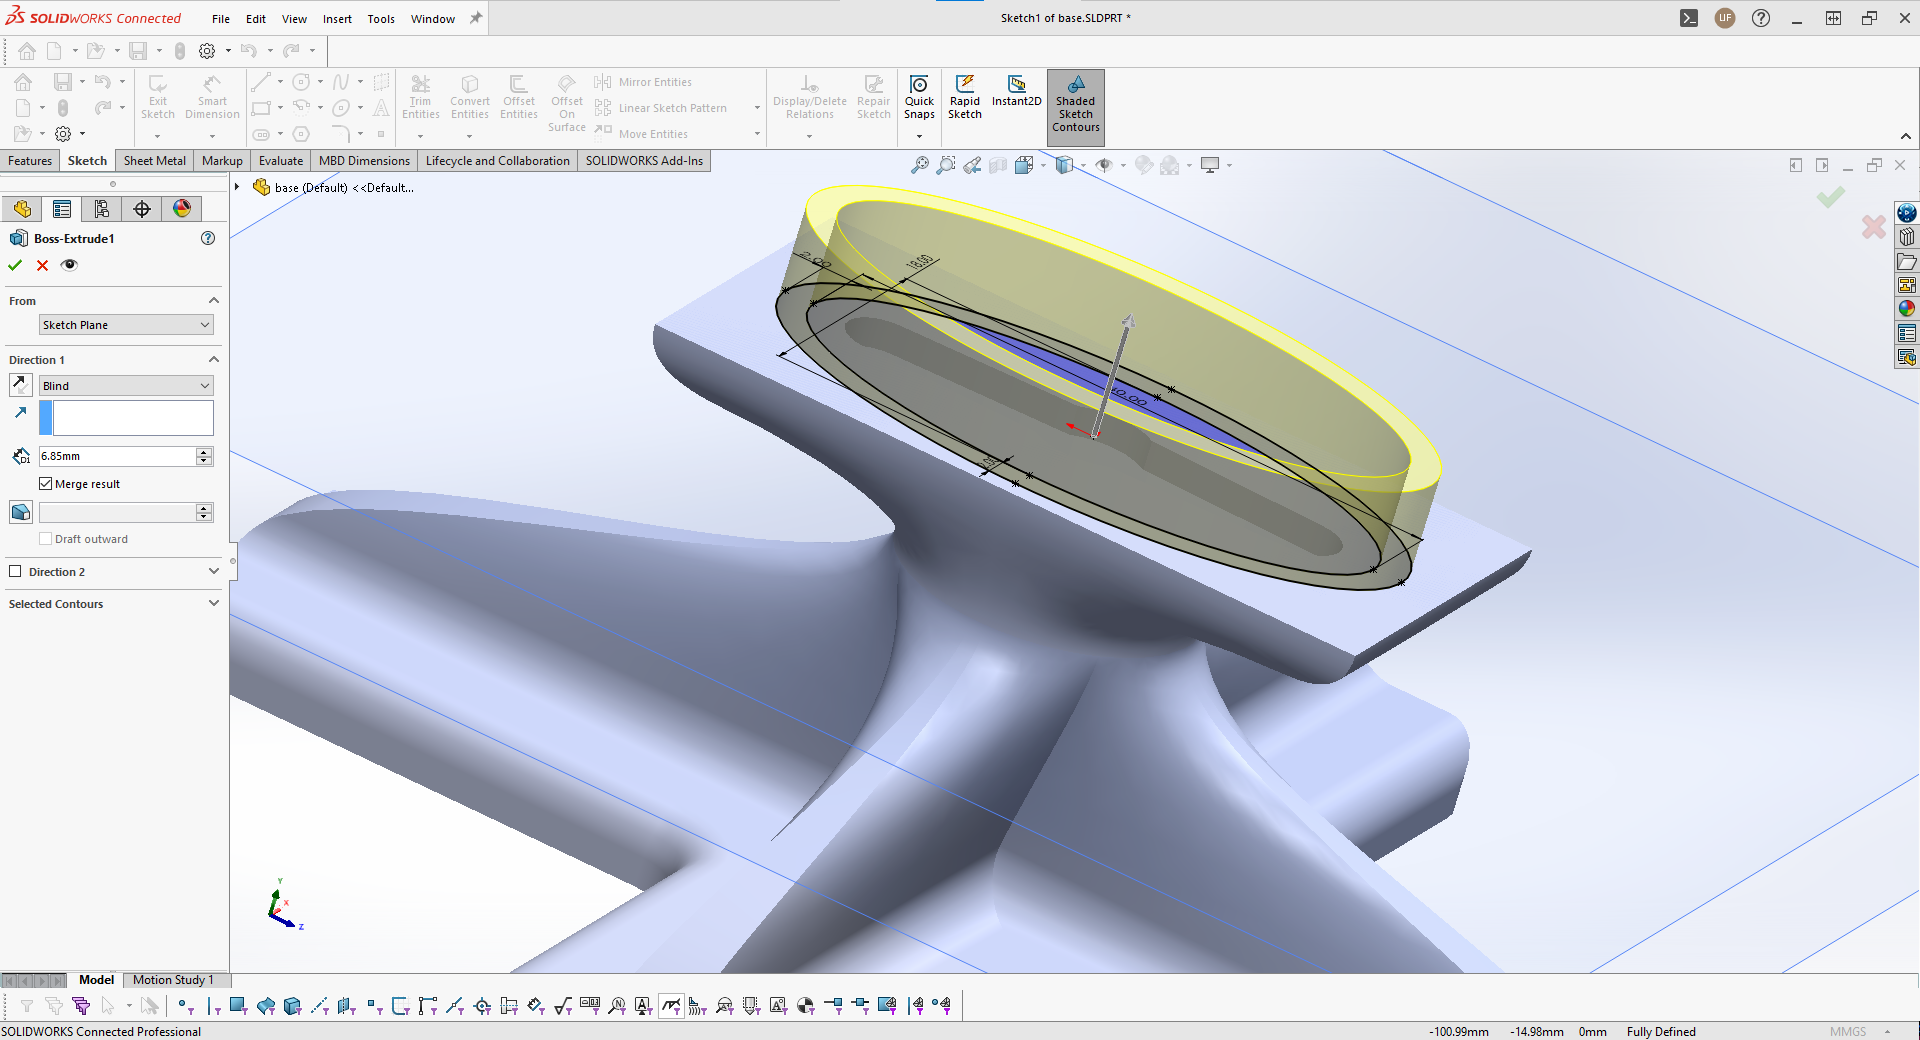 SOLIDWORKS Connected
File Edit View Insert Tools Window
Sketch1 of base.SLDPRT *
UF
Exit Sketch
Smart Dimension
Trim Entities
Convert Entities
Offset Entities
Offset On Surface
Mirror Entities
Linear Sketch Pattern
Move Entities
Display/Delete Relations
Repair Sketch
Quick Snaps
Rapid Sketch
Instant2D
Shaded Sketch Contours
Features Sketch Sheet Metal Markup Evaluate MBD Dimensions Lifecycle and Collaboration SOLIDWORKS Add-Ins
base (Default) <<Default...
Boss-Extrude1
From
Sketch Plane
Direction 1
Blind
6.85mm
Merge result
Draft outward
Direction 2
Selected Contours
2.00
18.90
Y
X
Z
Model Motion Study 1
SOLIDWORKS Connected Professional
-100.99mm -14.98mm 0mm Fully Defined MMGS